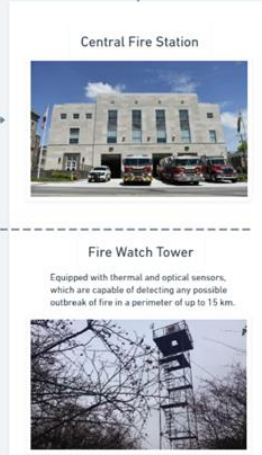 Central Fire Station
Fire Watch Tower
Equipped with thermal and optical sensors,
which are capable of detecting any possible
outbreak of fire in a perimeter of up to 15 km.